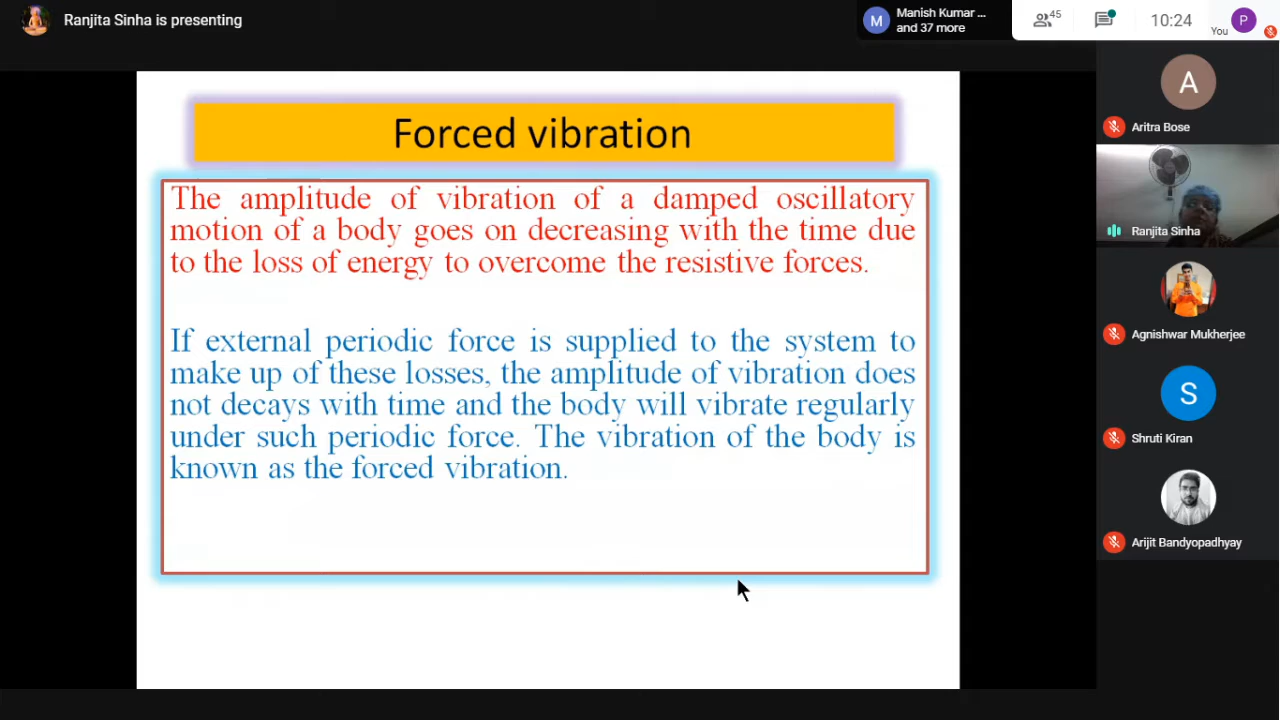 Ranjita Sinha is presenting
M
Manish Kumar ...
and 37 more
45
10:24
You
P
Forced vibration
The amplitude of vibration of a damped oscillatory
motion of a body goes on decreasing with the time due
to the loss of energy to overcome the resistive forces.
If external periodic force is supplied to the system to
make up of these losses, the amplitude of vibration does
not decays with time and the body will vibrate regularly
under such periodic force. The vibration of the body is
known as the forced vibration.
A
Aritra Bose
Ranjita Sinha
Agnishwar Mukherjee
S
Shruti Kiran
Arijit Bandyopadhyay